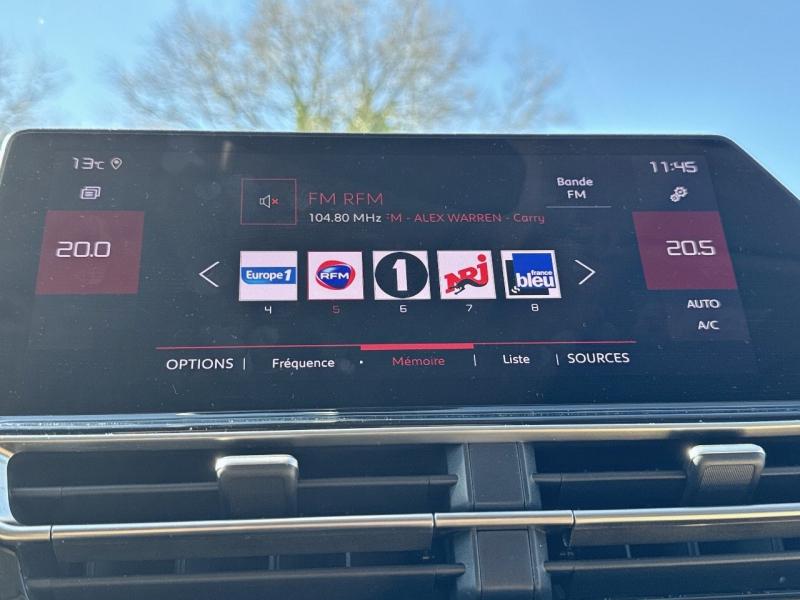 13°C
11:45
FM RFM
Bande
FM
104.80 MHz FM - ALEX WARREN - Carry
20.0
20.5
Europe 1
RFM
1
NRJ
france
bleu
4
5
6
7
8
AUTO
A/C
OPTIONS | Fréquence • Mémoire | Liste | SOURCES